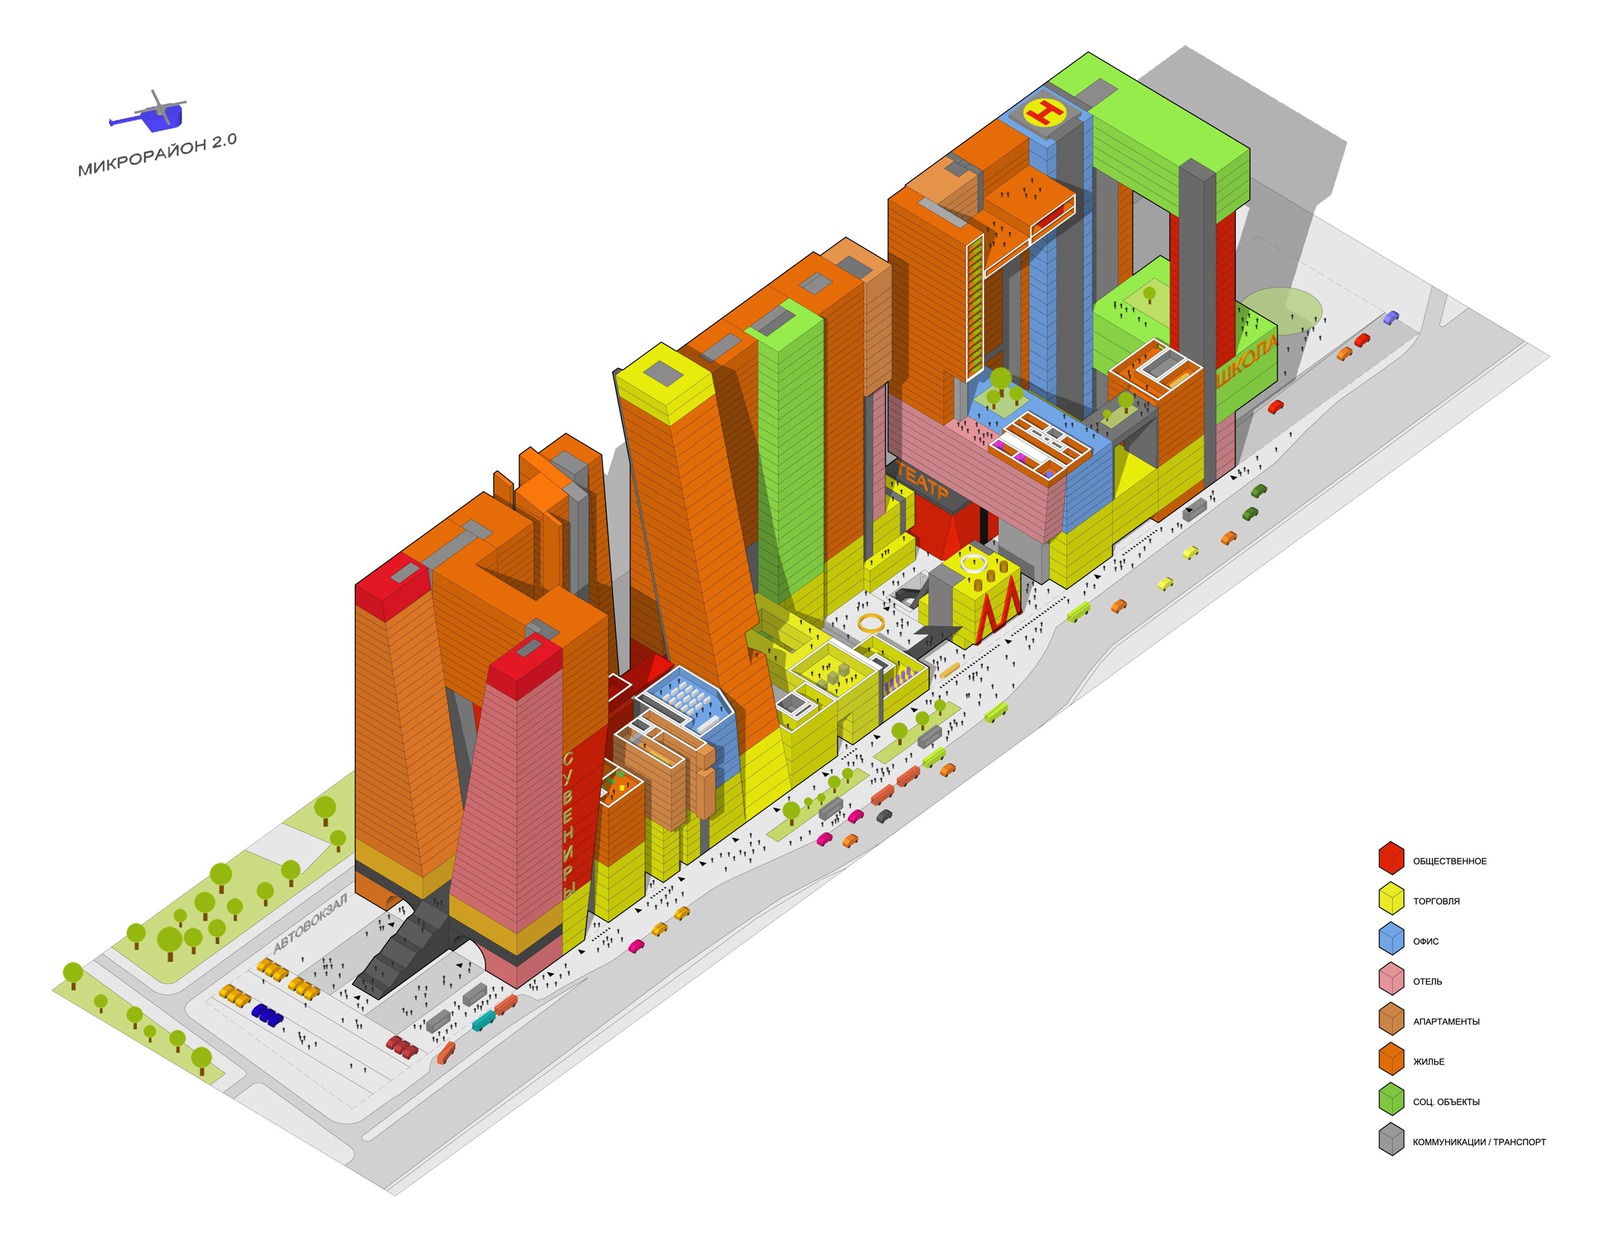 МИКРОРАЙОН 2.0
H
ШКОЛА
ТЕАТР
М
СУВЕНИРЫ
АВТОВОКЗАЛ
ОБЩЕСТВЕННОЕ
ТОРГОВЛЯ
ОФИС
ОТЕЛЬ
АПАРТАМЕНТЫ
ЖИЛЬЕ
СОЦ. ОБЪЕКТЫ
КОММУНИКАЦИИ / ТРАНСПОРТ